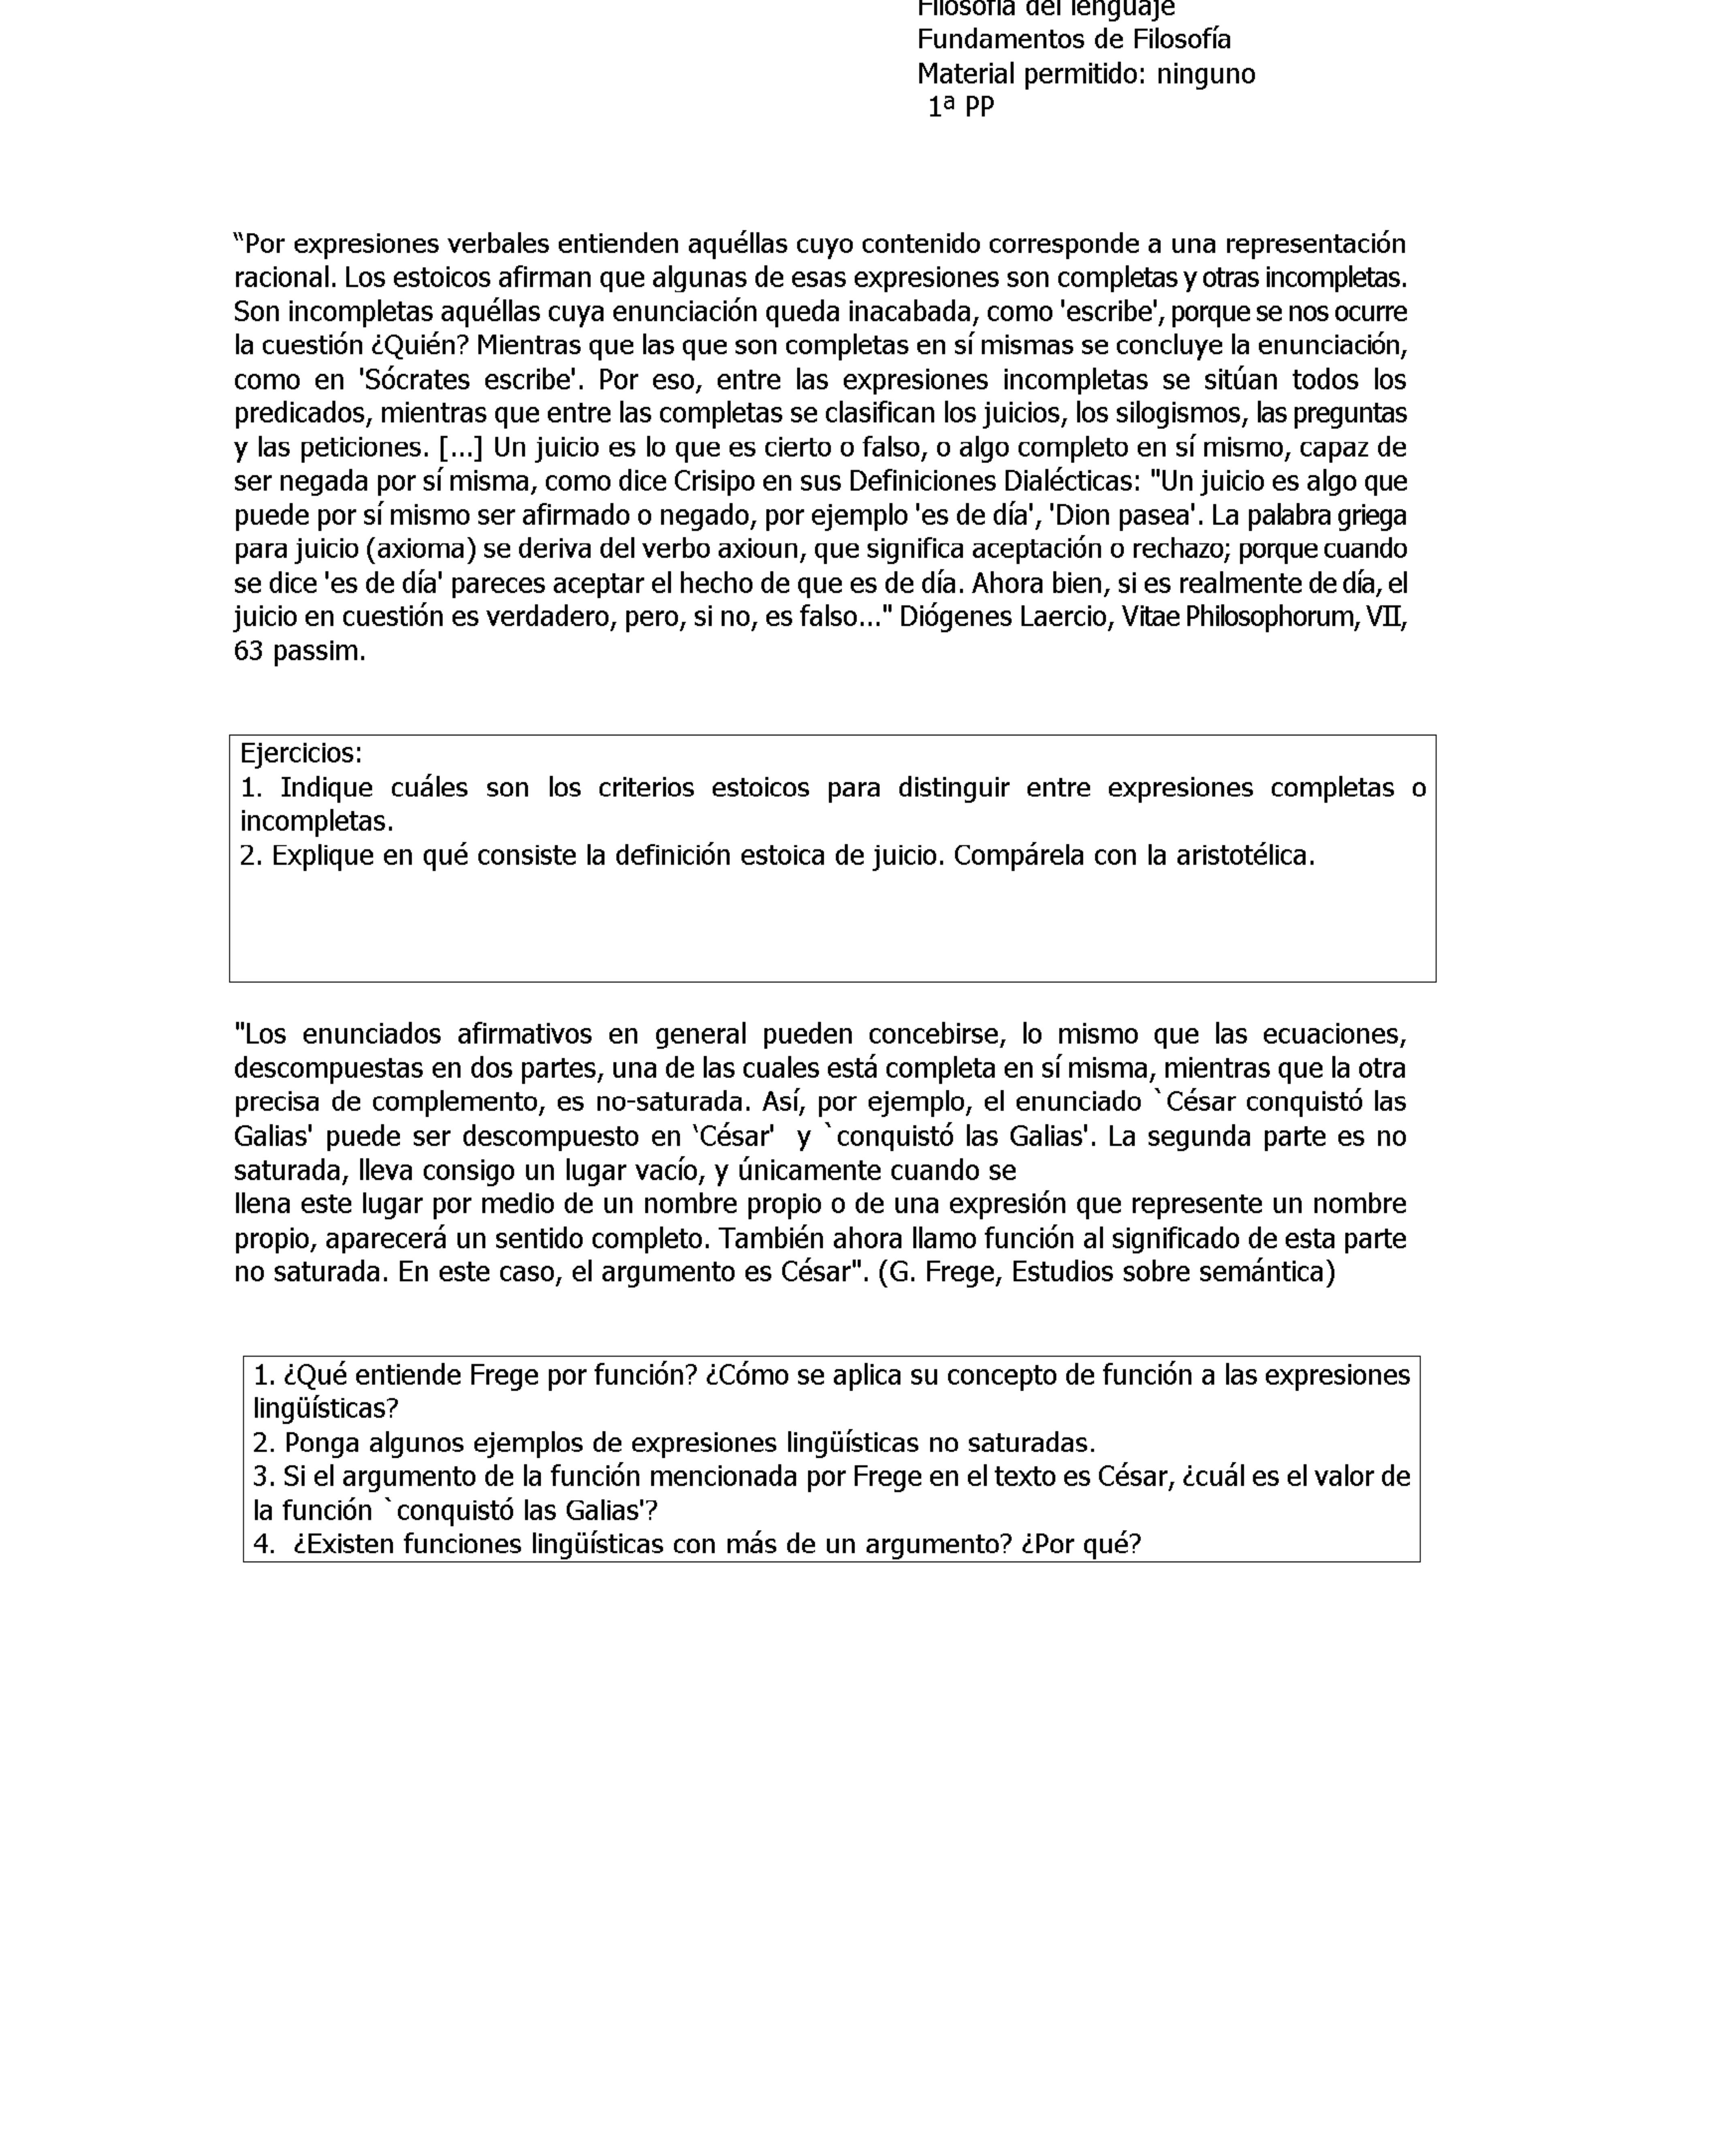 Filosofía del lenguaje
Fundamentos de Filosofía
Material permitido: ninguno
1ª PP
“Por expresiones verbales entienden aquéllas cuyo contenido corresponde a una representación
racional. Los estoicos afirman que algunas de esas expresiones son completas y otras incompletas.
Son incompletas aquéllas cuya enunciación queda inacabada, como 'escribe', porque se nos ocurre
la cuestión ¿Quién? Mientras que las que son completas en sí mismas se concluye la enunciación,
como en 'Sócrates escribe'. Por eso, entre las expresiones incompletas se sitúan todos los
predicados, mientras que entre las completas se clasifican los juicios, los silogismos, las preguntas
y las peticiones. [...] Un juicio es lo que es cierto o falso, o algo completo en sí mismo, capaz de
ser negada por sí misma, como dice Crisipo en sus Definiciones Dialécticas: "Un juicio es algo que
puede por sí mismo ser afirmado o negado, por ejemplo 'es de día', 'Dion pasea'. La palabra griega
para juicio (axioma) se deriva del verbo axioun, que significa aceptación o rechazo; porque cuando
se dice 'es de día' pareces aceptar el hecho de que es de día. Ahora bien, si es realmente de día, el
juicio en cuestión es verdadero, pero, si no, es falso..." Diógenes Laercio, Vitae Philosophorum, VII,
63 passim.
Ejercicios:
1. Indique cuáles son los criterios estoicos para distinguir entre expresiones completas o
incompletas.
2. Explique en qué consiste la definición estoica de juicio. Compárela con la aristotélica.
"Los enunciados afirmativos en general pueden concebirse, lo mismo que las ecuaciones,
descompuestas en dos partes, una de las cuales está completa en sí misma, mientras que la otra
precisa de complemento, es no-saturada. Así, por ejemplo, el enunciado `César conquistó las
Galias' puede ser descompuesto en ‘César' y `conquistó las Galias'. La segunda parte es no
saturada, lleva consigo un lugar vacío, y únicamente cuando se
llena este lugar por medio de un nombre propio o de una expresión que represente un nombre
propio, aparecerá un sentido completo. También ahora llamo función al significado de esta parte
no saturada. En este caso, el argumento es César". (G. Frege, Estudios sobre semántica)
1. ¿Qué entiende Frege por función? ¿Cómo se aplica su concepto de función a las expresiones
lingüísticas?
2. Ponga algunos ejemplos de expresiones lingüísticas no saturadas.
3. Si el argumento de la función mencionada por Frege en el texto es César, ¿cuál es el valor de
la función `conquistó las Galias'?
4. ¿Existen funciones lingüísticas con más de un argumento? ¿Por qué?